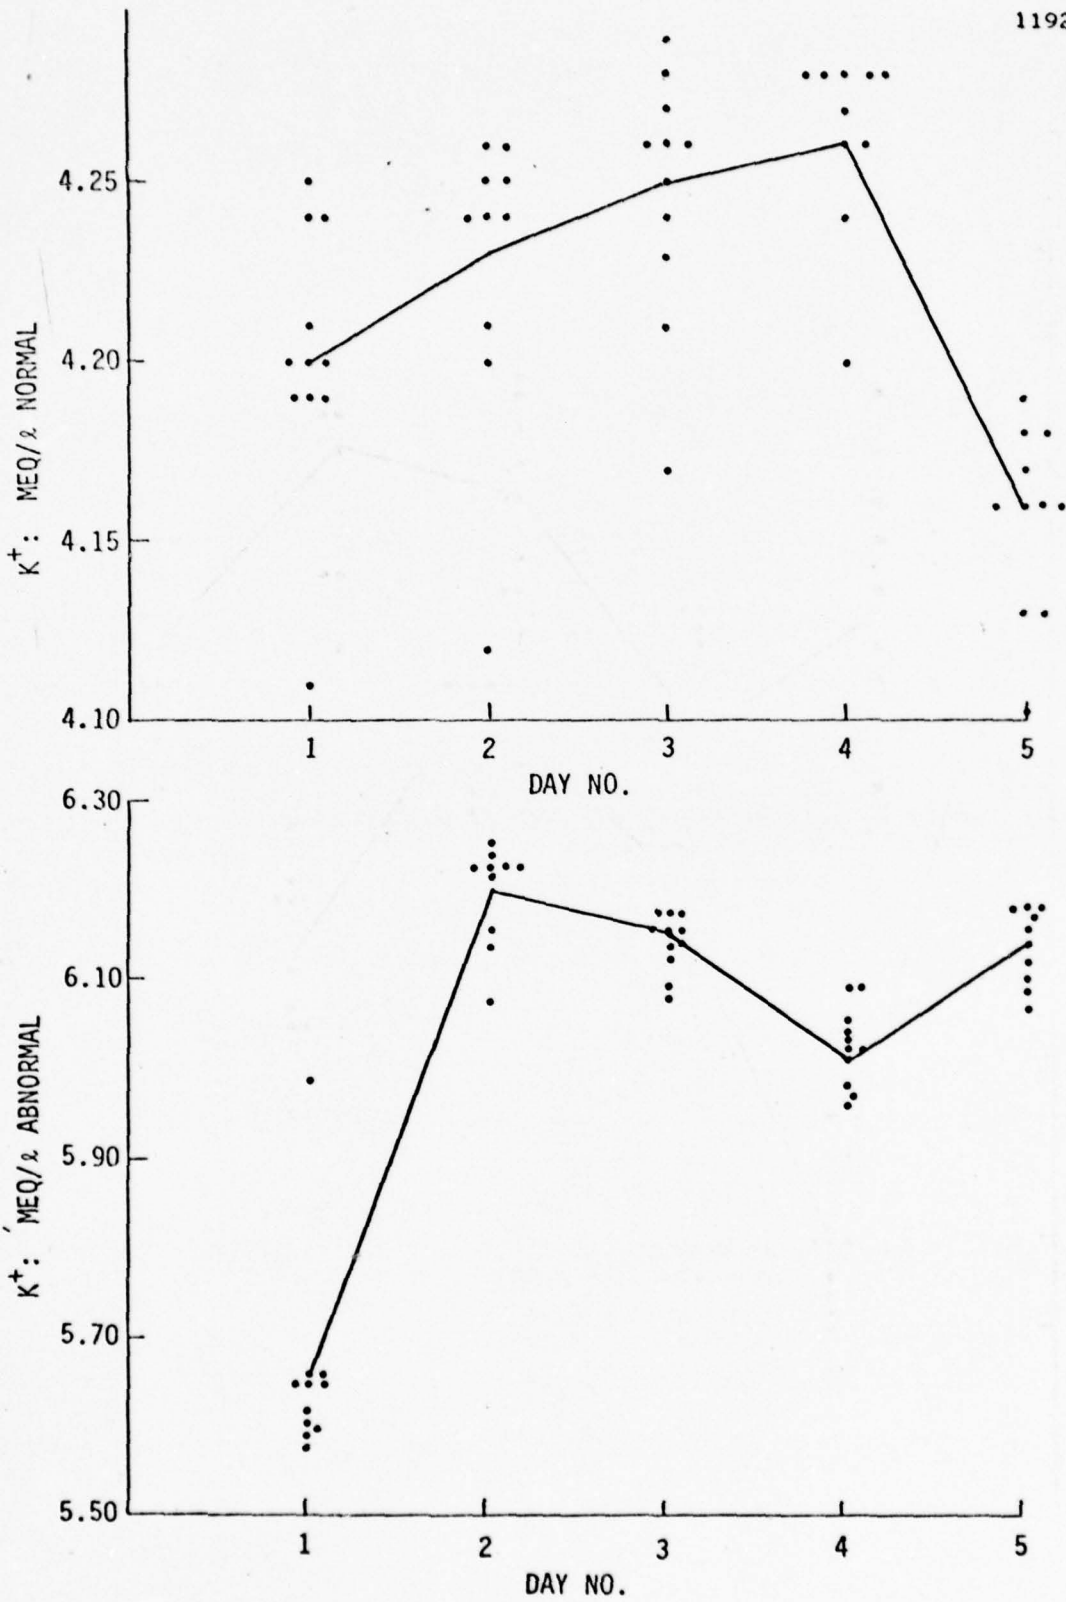 1192
4.25
4.20
4.15
4.10
K⁺: MEQ/ℓ NORMAL
1 2 3 4 5
DAY NO.
6.30
6.10
5.90
5.70
5.50
K⁺: MEQ/ℓ ABNORMAL
1 2 3 4 5
DAY NO.